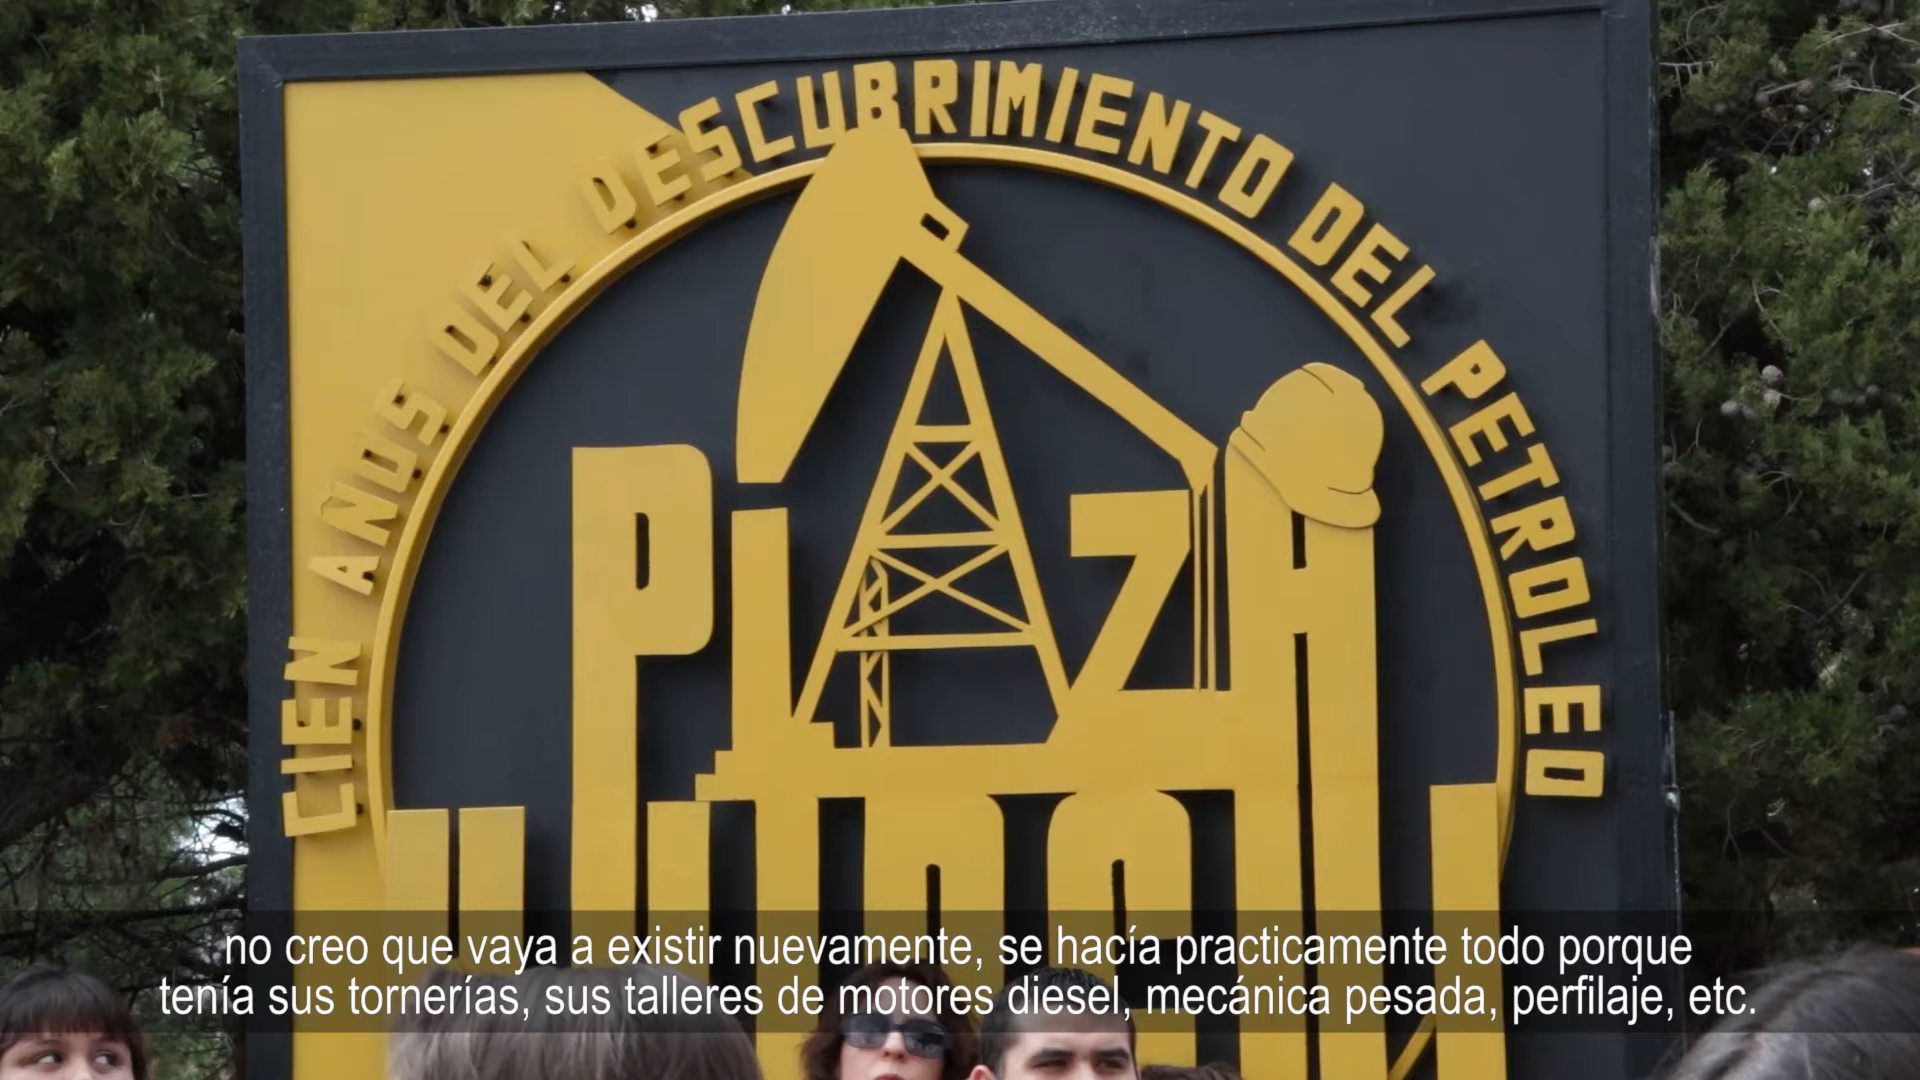 CIEN AÑOS DEL DESCUBRIMIENTO DEL PETROLEO
PLAZA
no creo que vaya a existir nuevamente, se hacía practicamente todo porque
tenía sus tornerías, sus talleres de motores diesel, mecánica pesada, perfilaje, etc.